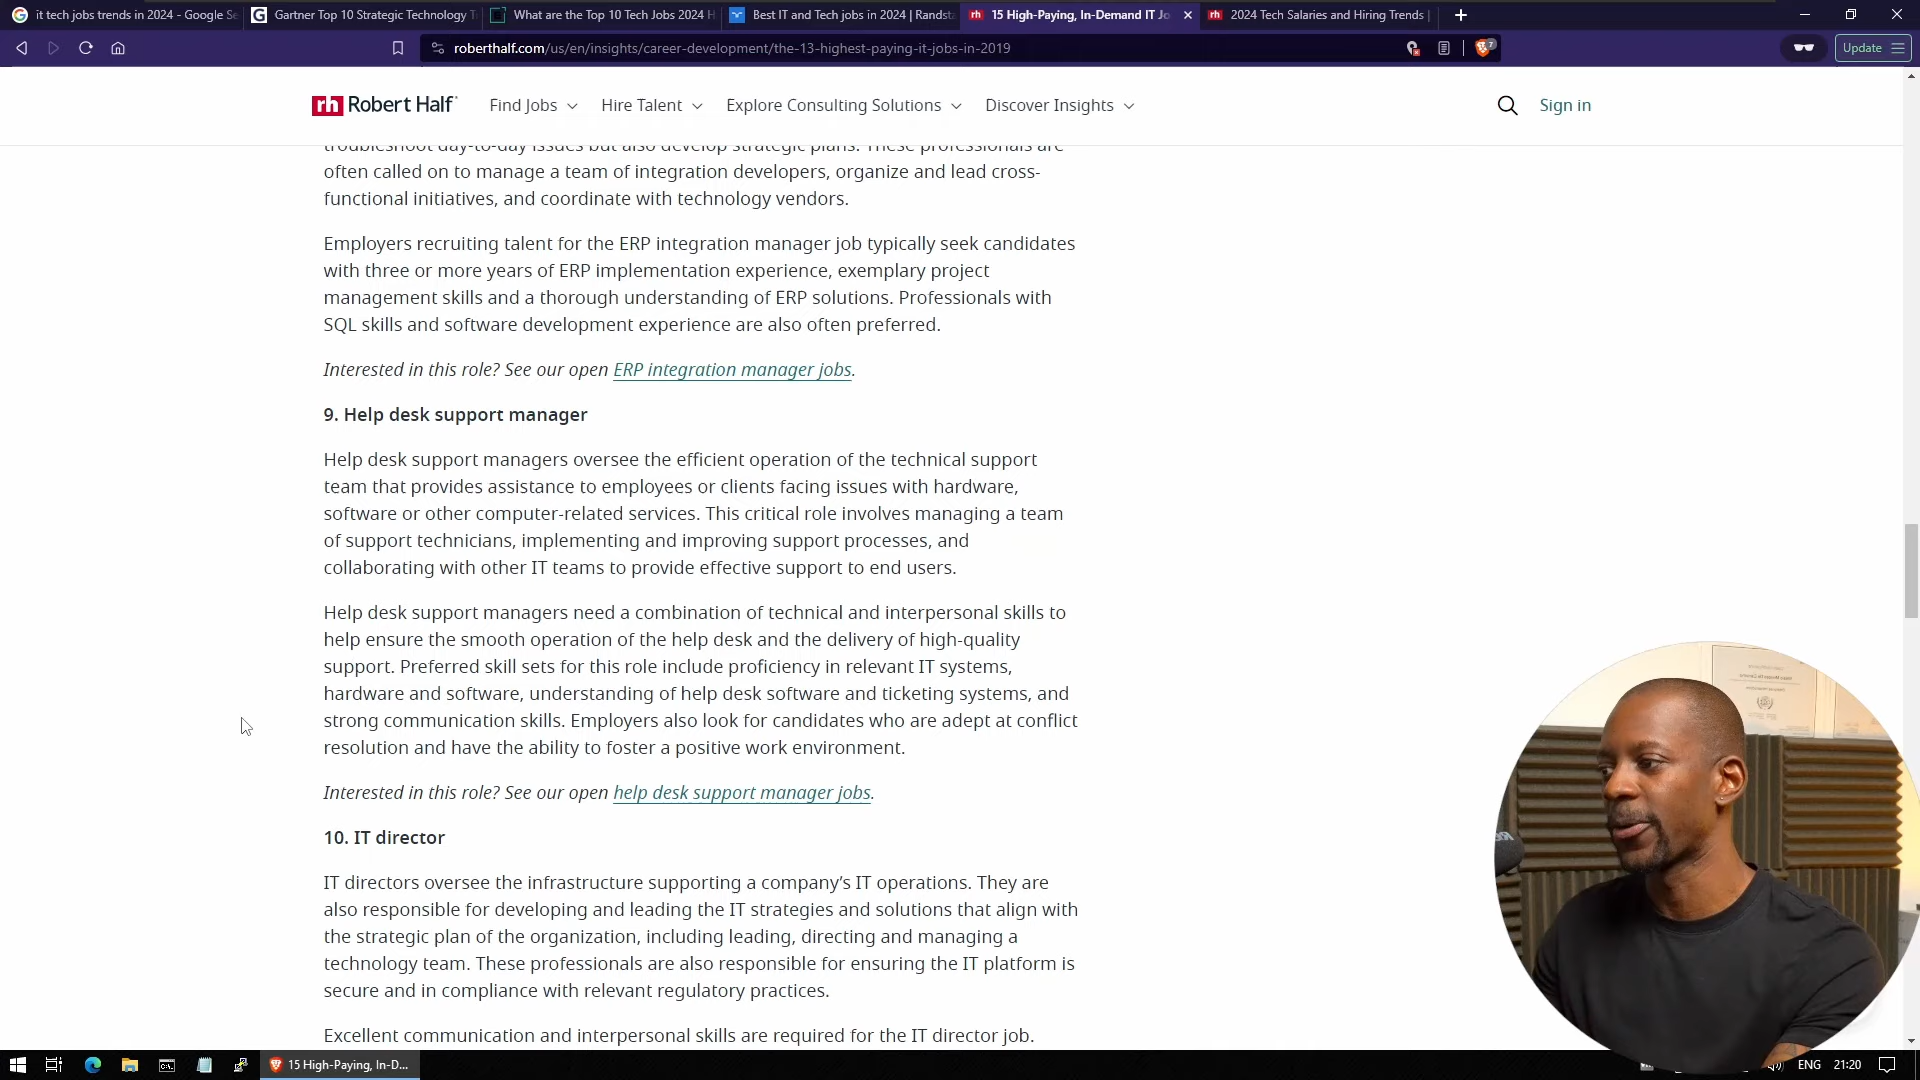 it tech jobs trends in 2024 - Google Se
Gartner Top 10 Strategic Technology T
What are the Top 10 Tech Jobs 2024 H
Best IT and Tech jobs in 2024 | Randsta
15 High-Paying, In-Demand IT Jo
2024 Tech Salaries and Hiring Trends |
roberthalf.com/us/en/insights/career-development/the-13-highest-paying-it-jobs-in-2019
7
Update
rh Robert Half
Find Jobs
Hire Talent
Explore Consulting Solutions
Discover Insights
Sign in
troubleshoot day-to-day issues but also develop strategic plans. These professionals are
often called on to manage a team of integration developers, organize and lead cross-
functional initiatives, and coordinate with technology vendors.
Employers recruiting talent for the ERP integration manager job typically seek candidates
with three or more years of ERP implementation experience, exemplary project
management skills and a thorough understanding of ERP solutions. Professionals with
SQL skills and software development experience are also often preferred.
Interested in this role? See our open ERP integration manager jobs.
9. Help desk support manager
Help desk support managers oversee the efficient operation of the technical support
team that provides assistance to employees or clients facing issues with hardware,
software or other computer-related services. This critical role involves managing a team
of support technicians, implementing and improving support processes, and
collaborating with other IT teams to provide effective support to end users.
Help desk support managers need a combination of technical and interpersonal skills to
help ensure the smooth operation of the help desk and the delivery of high-quality
support. Preferred skill sets for this role include proficiency in relevant IT systems,
hardware and software, understanding of help desk software and ticketing systems, and
strong communication skills. Employers also look for candidates who are adept at conflict
resolution and have the ability to foster a positive work environment.
Interested in this role? See our open help desk support manager jobs.
10. IT director
IT directors oversee the infrastructure supporting a company’s IT operations. They are
also responsible for developing and leading the IT strategies and solutions that align with
the strategic plan of the organization, including leading, directing and managing a
technology team. These professionals are also responsible for ensuring the IT platform is
secure and in compliance with relevant regulatory practices.
Excellent communication and interpersonal skills are required for the IT director job.
15 High-Paying, In-D...
ENG
21:20